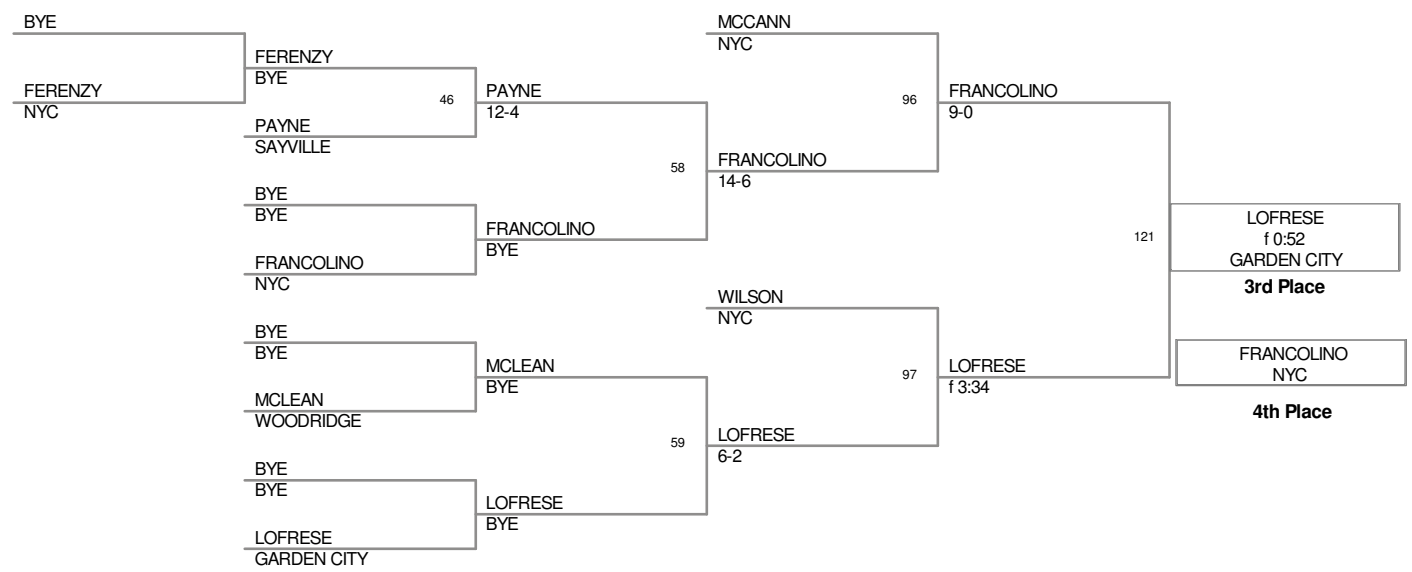 BYE
FERENZY
NYC
FERENZY
BYE
46
PAYNE
SAYVILLE
PAYNE
12-4
BYE
BYE
FRANCOLINO
NYC
FRANCOLINO
BYE
58
FRANCOLINO
14-6
MCCANN
NYC
96
FRANCOLINO
9-0
BYE
BYE
MCLEAN
WOODRIDGE
MCLEAN
BYE
BYE
BYE
LOFRESE
GARDEN CITY
LOFRESE
BYE
59
LOFRESE
6-2
WILSON
NYC
97
LOFRESE
f 3:34
121
LOFRESE
f 0:52
GARDEN CITY
3rd Place
FRANCOLINO
NYC
4th Place